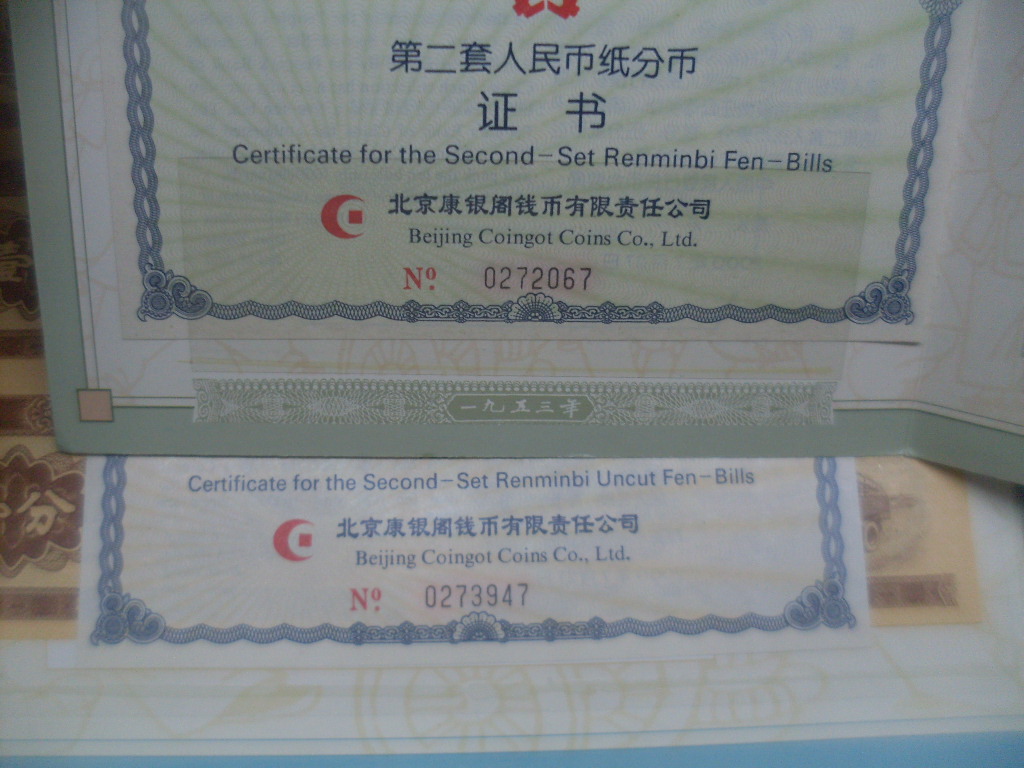 第二套人民币纸分币
证 书
Certificate for the Second-Set Renminbi Fen-Bills
北京康银阁钱币有限责任公司
Beijing Coingot Coins Co., Ltd.
Nº 0272067
一九五三年
壹
分
Certificate for the Second-Set Renminbi Uncut Fen-Bills
北京康银阁钱币有限责任公司
Beijing Coingot Coins Co., Ltd.
Nº 0273947